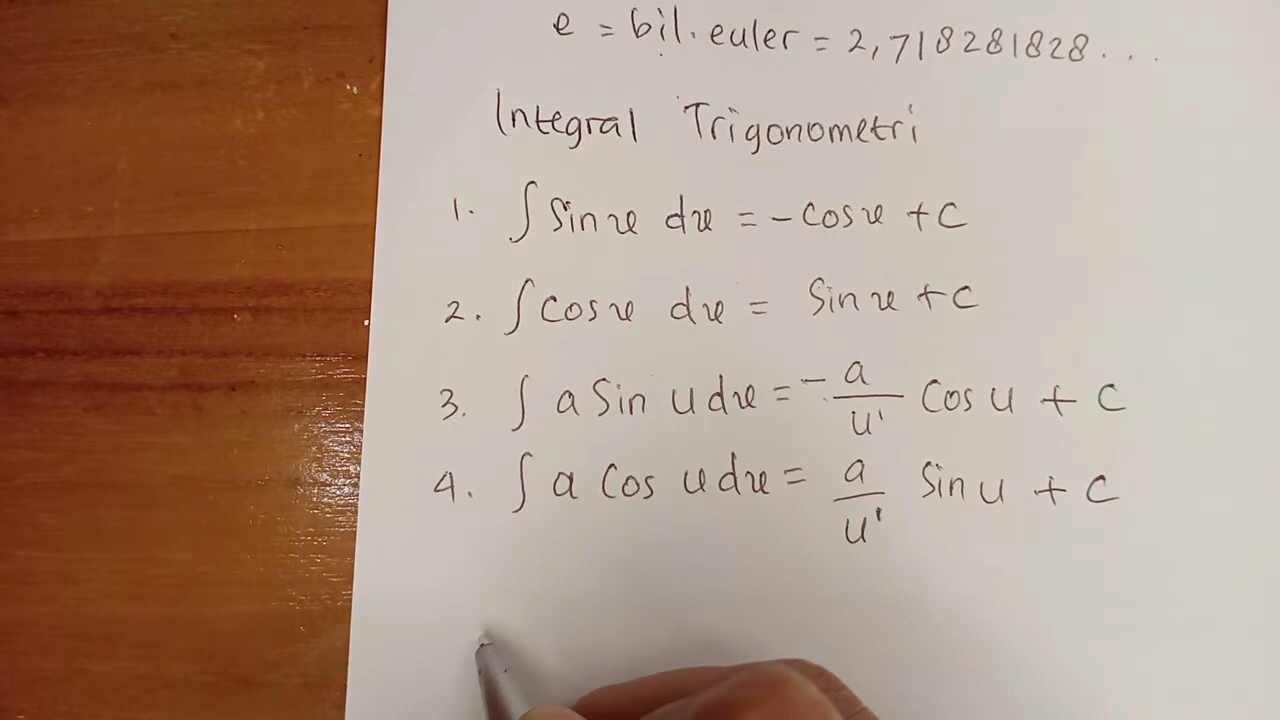 e = bil. euler = 2,718281828...
Integral Trigonometri
1. ∫ Sin x dx = - cos x + C
2. ∫ Cos x dx = Sin x + C
3. ∫ a Sin u dx = - a/u' Cos u + C
4. ∫ a Cos u dx = a/u' Sin u + C